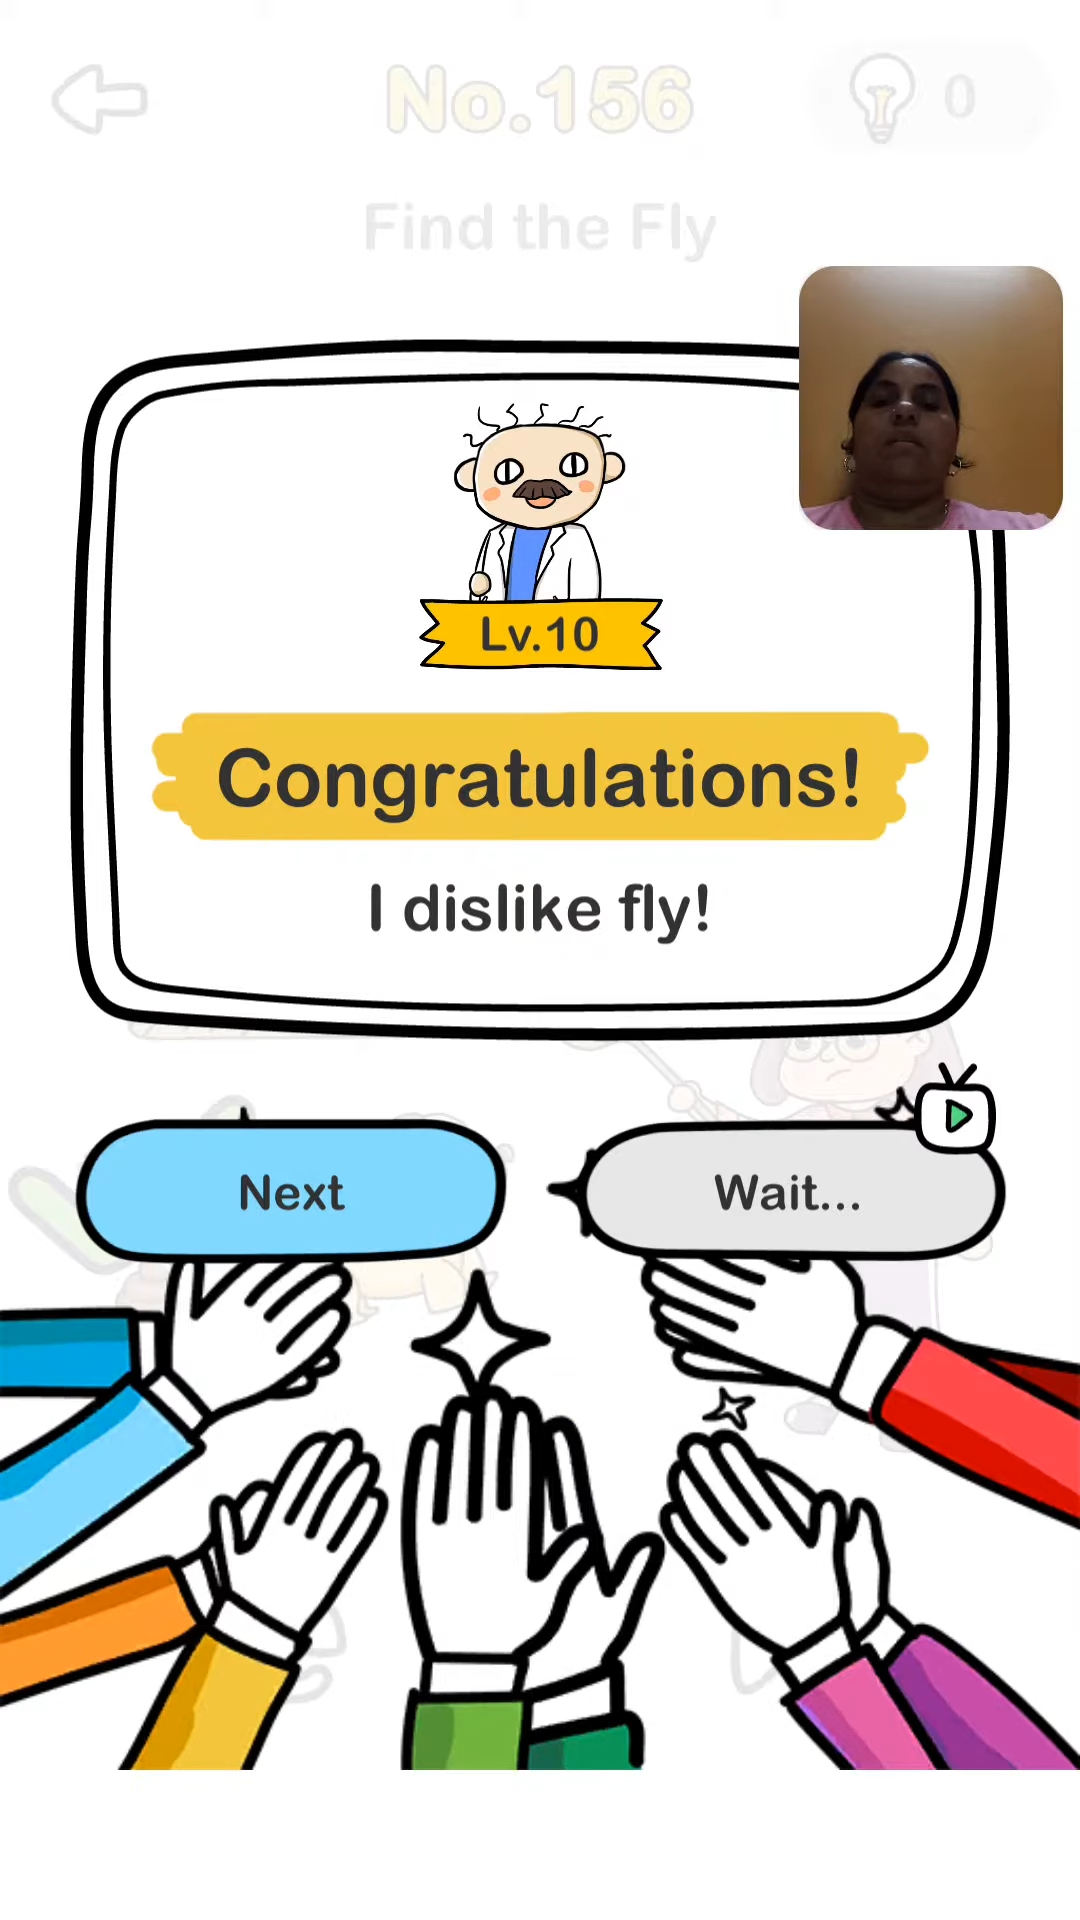 No.156
0
Find the Fly
Lv.10
Congratulations!
I dislike fly!
Next
Wait...